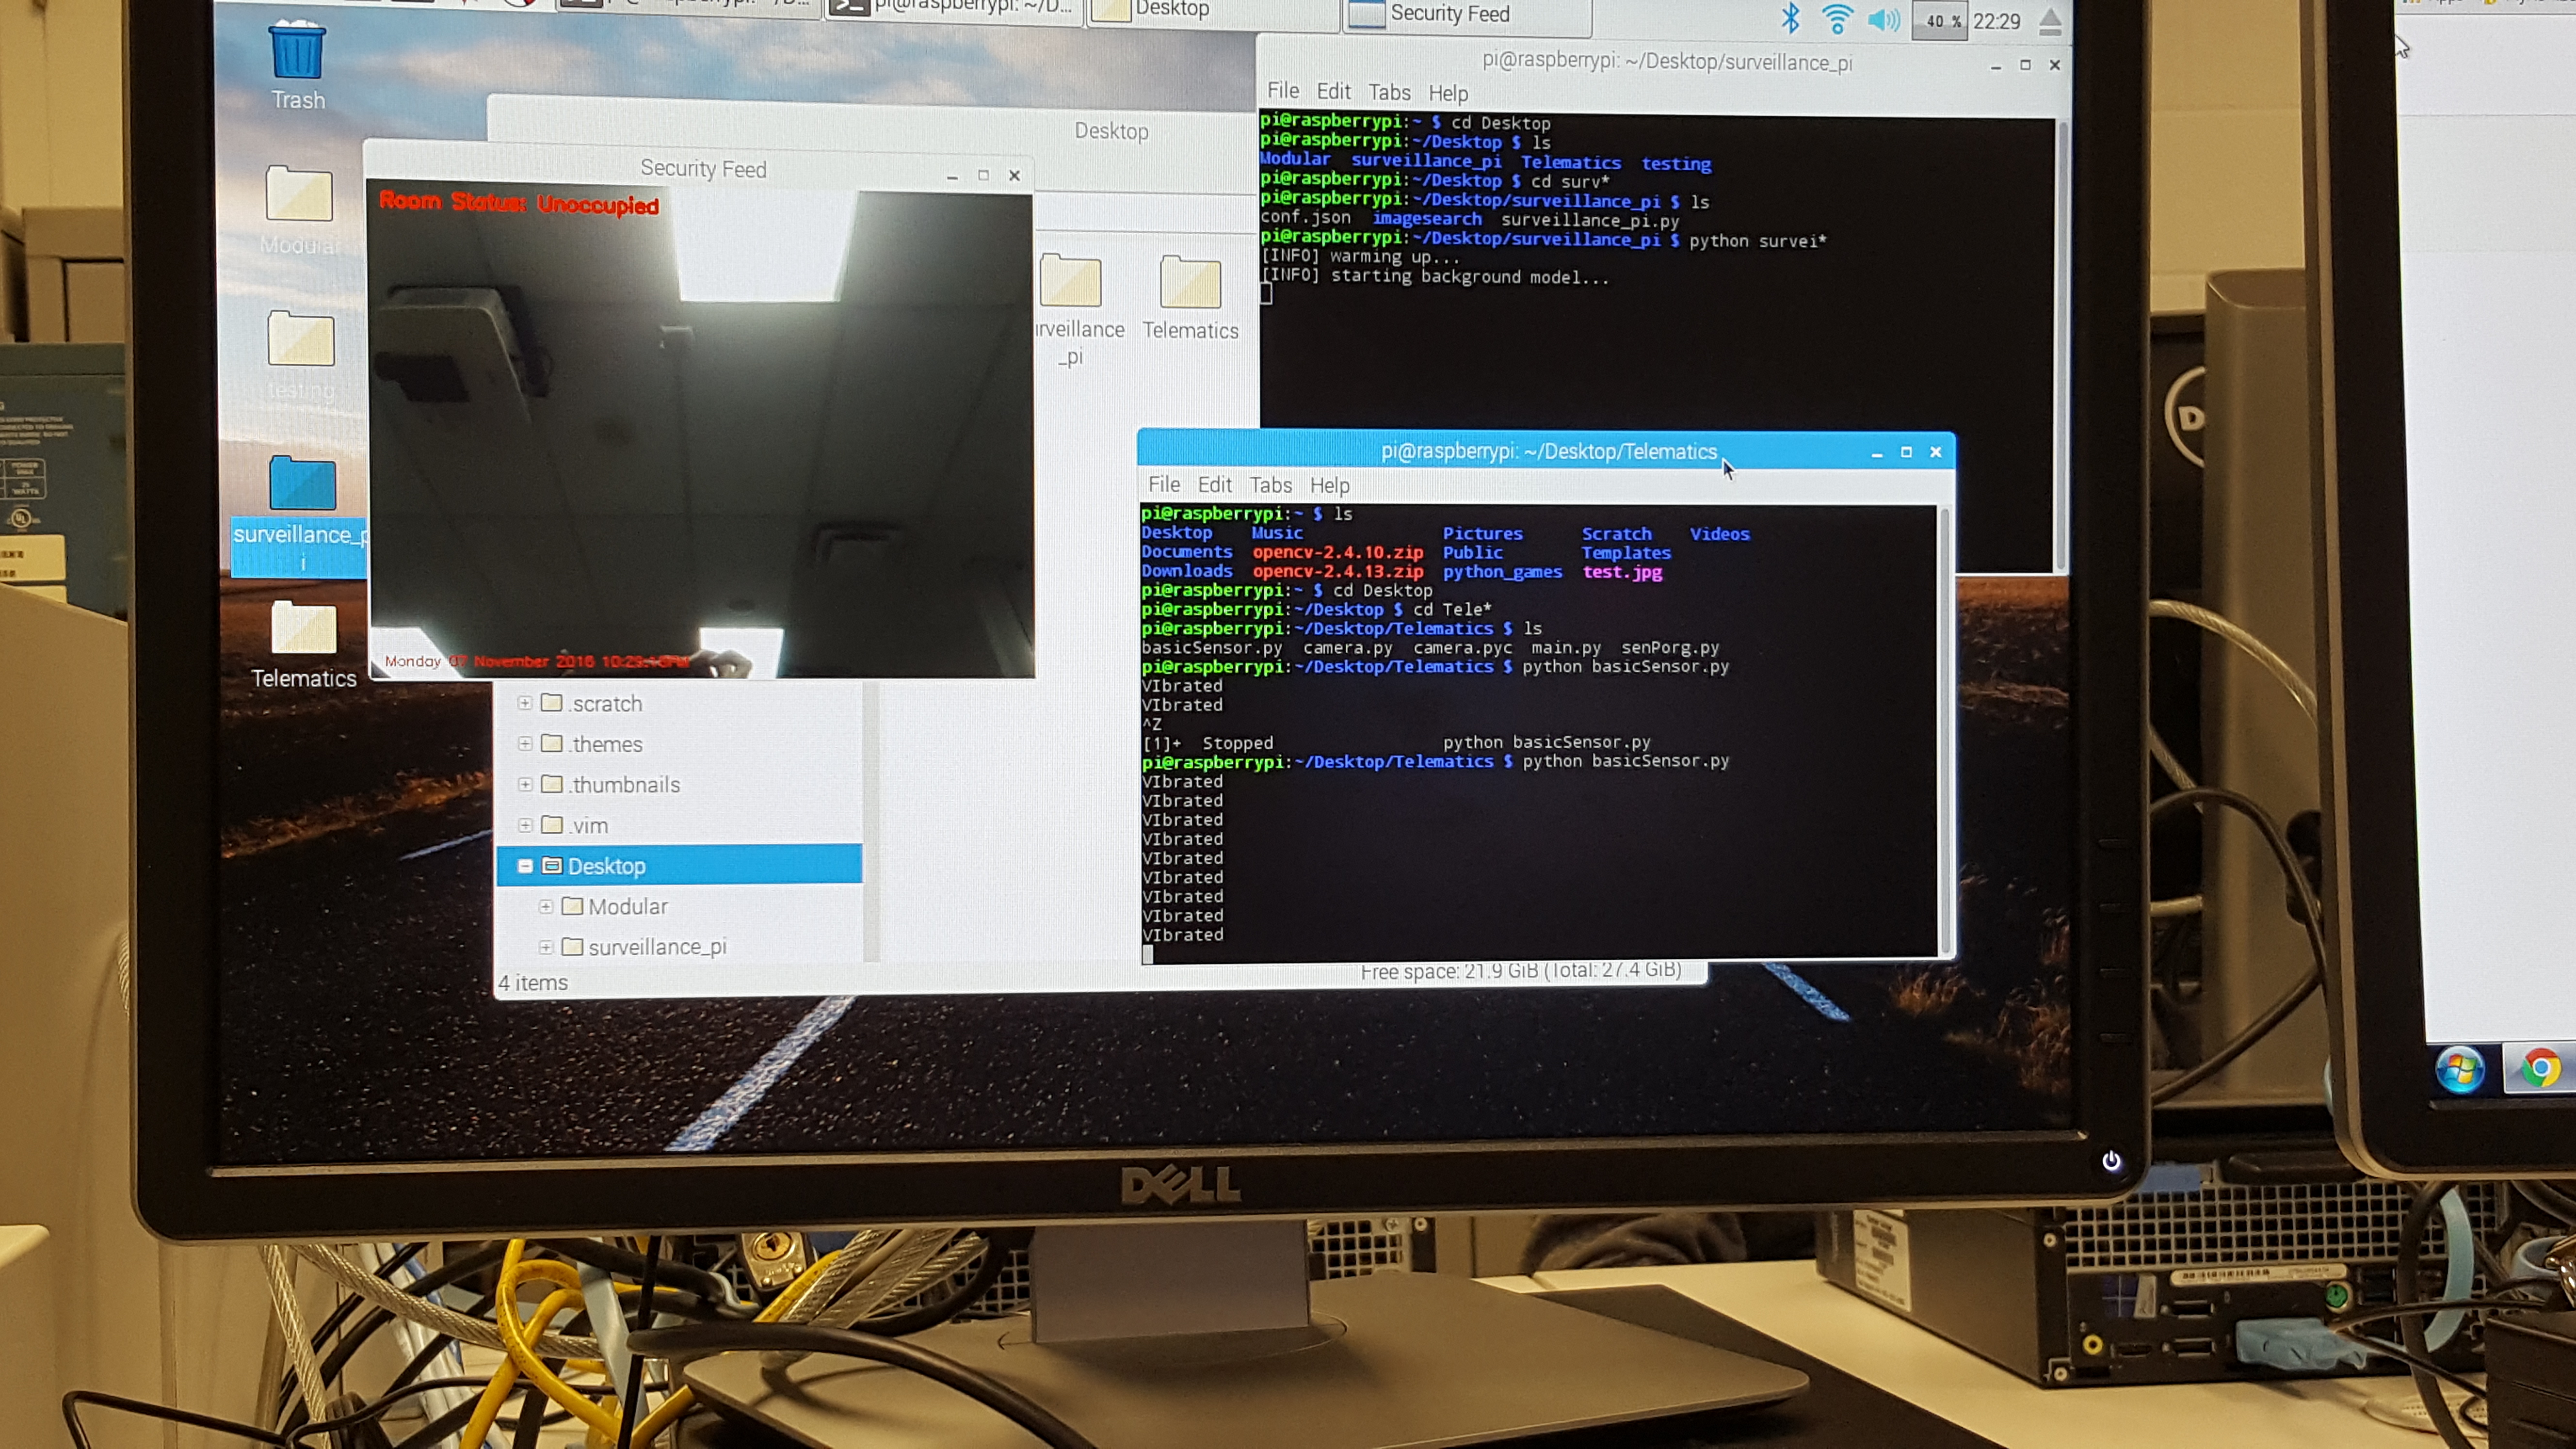 Desktop
Security Feed
40 %
22:29
Trash
Modular
testing
surveillance_p
i
Telematics
Desktop
Security Feed
Room Status: Unoccupied
Monday 07 November 2016
rveillance
_pi
Telematics
.scratch
.themes
.thumbnails
.vim
Desktop
Modular
surveillance_pi
4 items
Free space: 21.9 GiB (Total: 27.4 GiB)
pi@raspberrypi: ~/Desktop/surveillance_pi
File Edit Tabs Help
pi@raspberrypi:~ $ cd Desktop
pi@raspberrypi:~/Desktop $ ls
Modular surveillance_pi Telematics testing
pi@raspberrypi:~/Desktop $ cd surv*
pi@raspberrypi:~/Desktop/surveillance_pi $ ls
conf.json imagesearch surveillance_pi.py
pi@raspberrypi:~/Desktop/surveillance_pi $ python survei*
[INFO] warming up...
[INFO] starting background model...
pi@raspberrypi: ~/Desktop/Telematics
File Edit Tabs Help
pi@raspberrypi:~ $ ls
Desktop Music Pictures Scratch Videos
Documents opencv-2.4.10.zip Public Templates
Downloads opencv-2.4.13.zip python_games test.jpg
pi@raspberrypi:~ $ cd Desktop
pi@raspberrypi:~/Desktop $ cd Tele*
pi@raspberrypi:~/Desktop/Telematics $ ls
basicSensor.py camera.py camera.pyc main.py senPorg.py
pi@raspberrypi:~/Desktop/Telematics $ python basicSensor.py
VIbrated
VIbrated
^Z
[1]+ Stopped python basicSensor.py
pi@raspberrypi:~/Desktop/Telematics $ python basicSensor.py
VIbrated
VIbrated
VIbrated
VIbrated
VIbrated
VIbrated
VIbrated
VIbrated
VIbrated
DELL